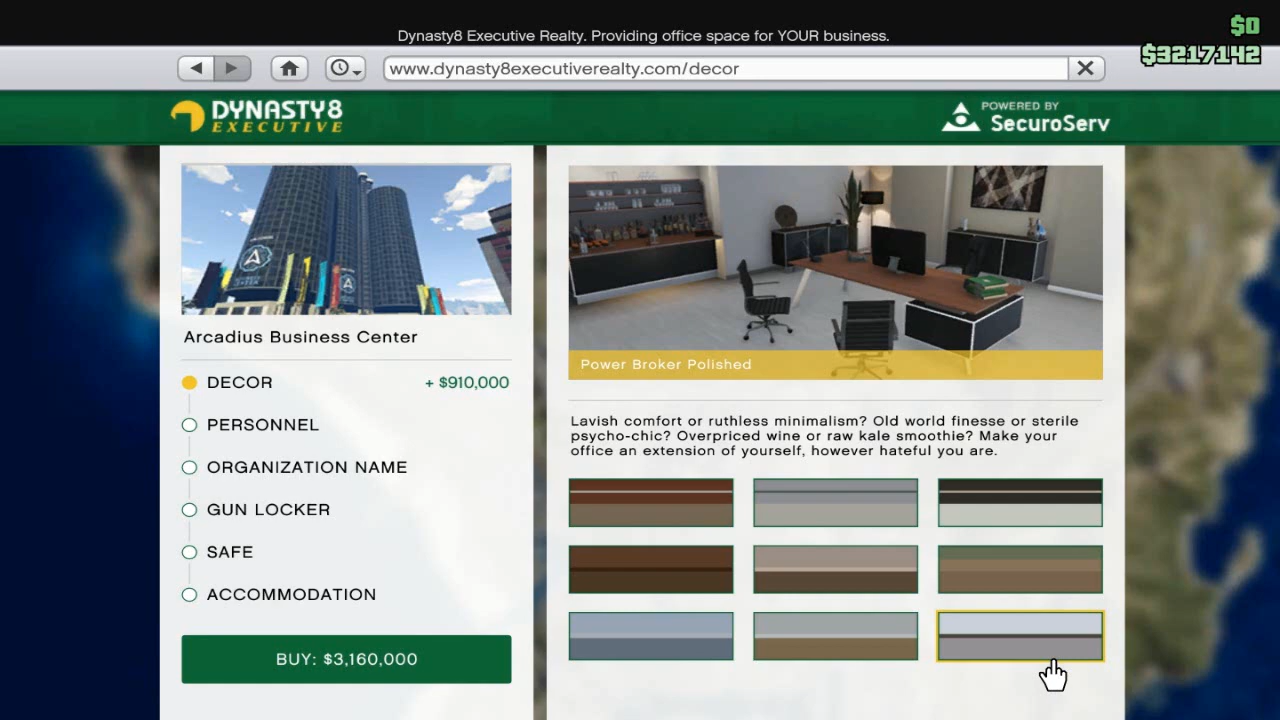 Dynasty8 Executive Realty. Providing office space for YOUR business.
$0
$3217142
www.dynasty8executiverealty.com/decor
DYNASTY 8
EXECUTIVE
POWERED BY
SecuroServ
A
A
Arcadius Business Center
DECOR + $910,000
PERSONNEL
ORGANIZATION NAME
GUN LOCKER
SAFE
ACCOMMODATION
BUY: $3,160,000
Power Broker Polished
Lavish comfort or ruthless minimalism? Old world finesse or sterile
psycho-chic? Overpriced wine or raw kale smoothie? Make your
office an extension of yourself, however hateful you are.